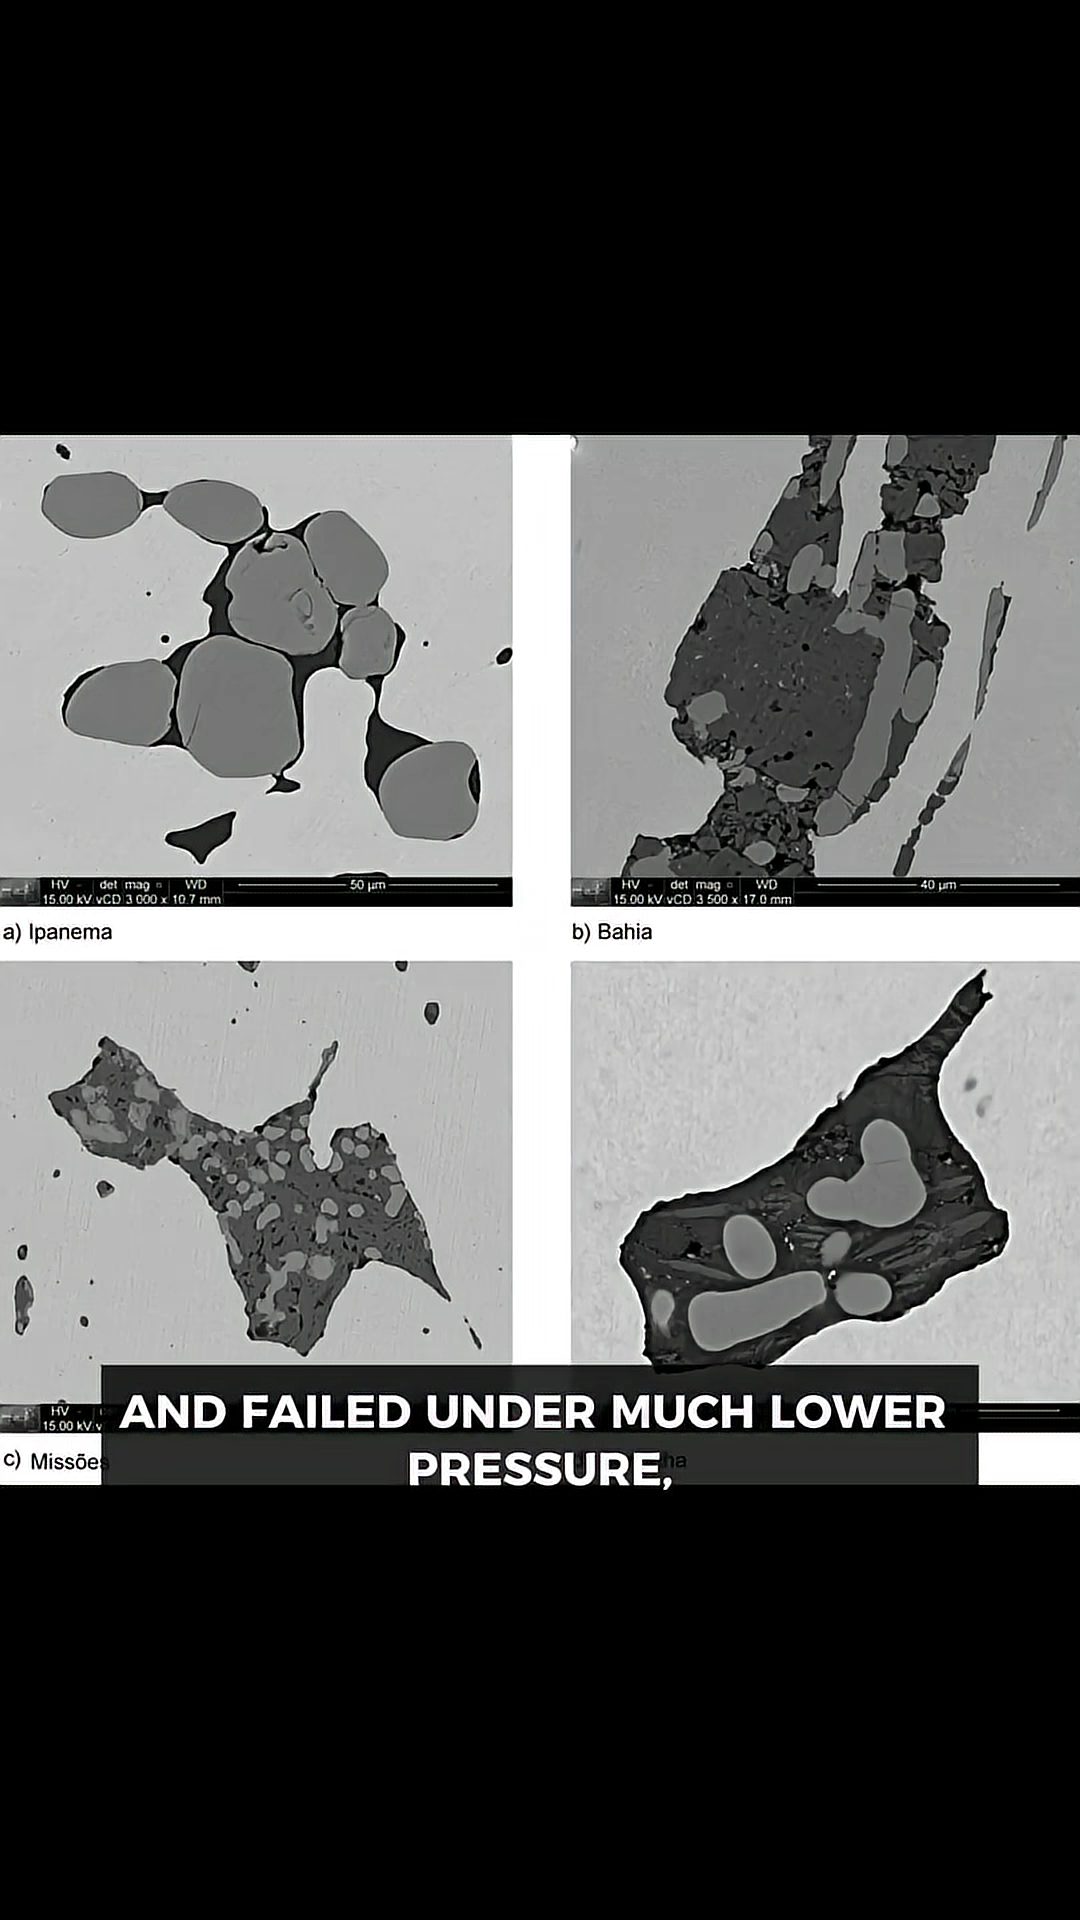 HV - det mag □ WD 50 µm
15.00 kV vCD 3 000 x 10.7 mm
HV - det mag □ WD 40 µm
15.00 kV vCD 3 500 x 17.0 mm
a) Ipanema
b) Bahia
HV
15.00 kV
c) Missões
AND FAILED UNDER MUCH LOWER
PRESSURE,